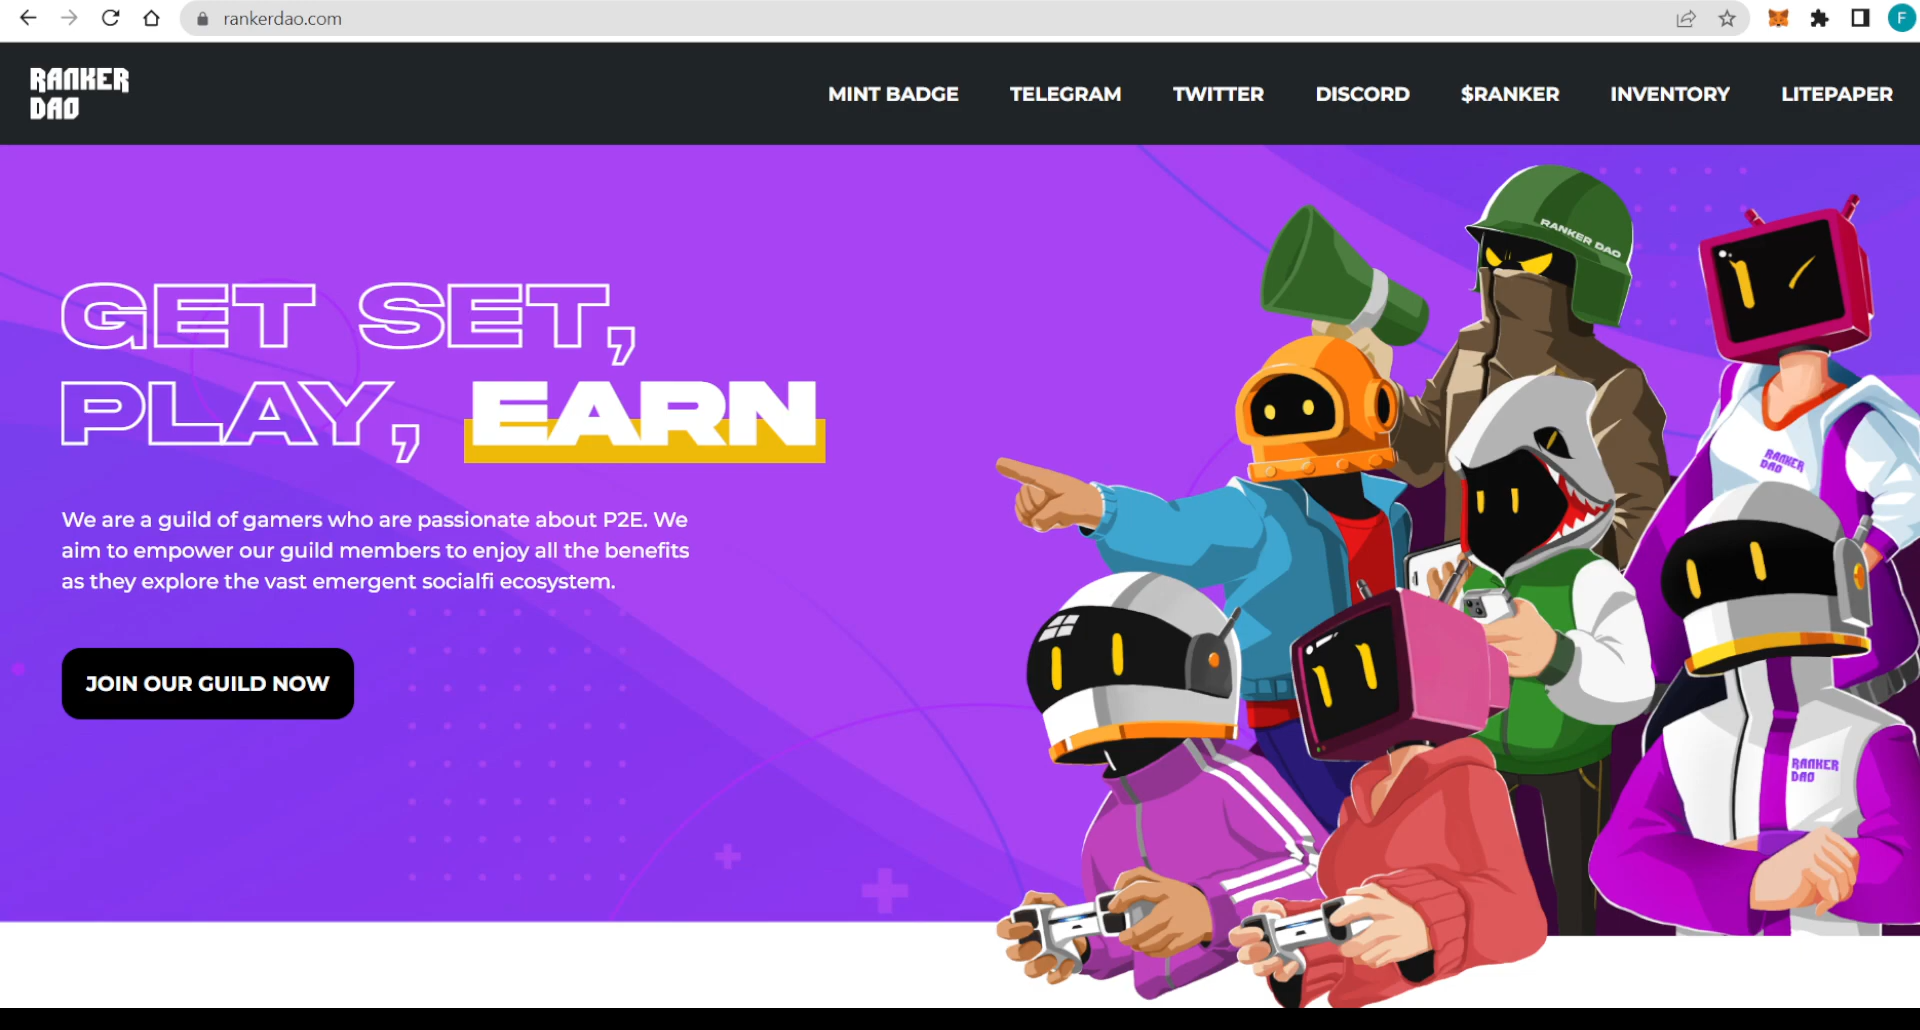 rankerdao.com
F
RANKER
DAO
MINT BADGE TELEGRAM TWITTER DISCORD $RANKER INVENTORY LITEPAPER
GET SET,
PLAY, EARN
We are a guild of gamers who are passionate about P2E. We
aim to empower our guild members to enjoy all the benefits
as they explore the vast emergent socialfi ecosystem.
JOIN OUR GUILD NOW
RANKER DAO
RANKER
DAO
RANKER
DAO